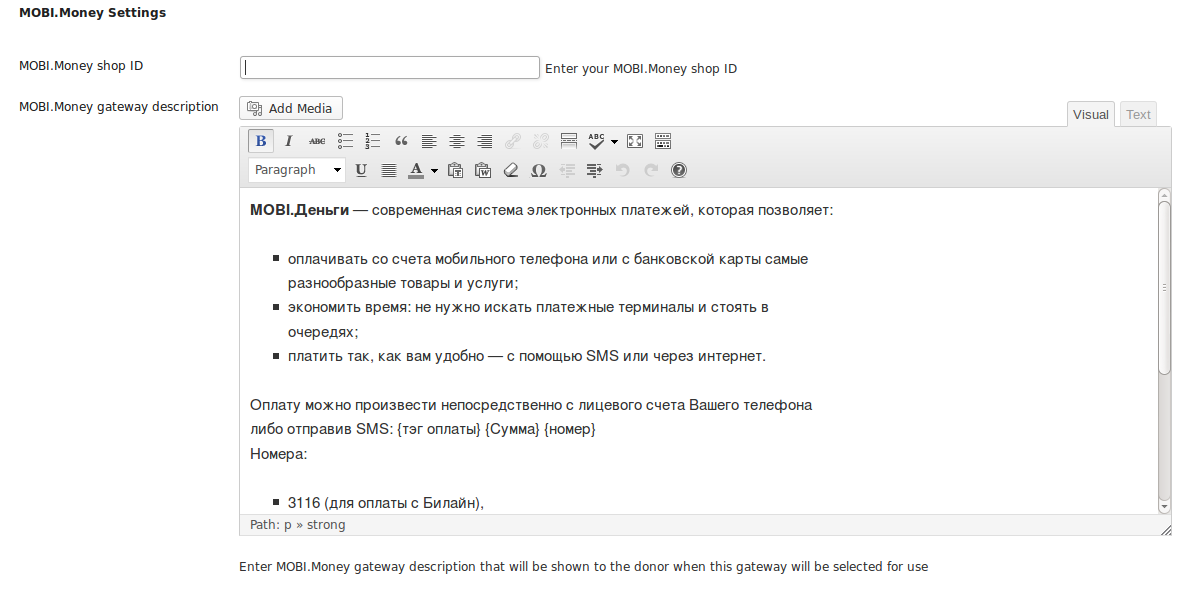 MOBI.Money Settings
MOBI.Money shop ID
Enter your MOBI.Money shop ID
MOBI.Money gateway description
Add Media
Visual
Text
B I ABC ABC
Paragraph
U A T W Ω ?
MOBI.Деньги — современная система электронных платежей, которая позволяет:
оплачивать со счета мобильного телефона или с банковской карты самые
разнообразные товары и услуги;
экономить время: не нужно искать платежные терминалы и стоять в
очередях;
платить так, как вам удобно — с помощью SMS или через интернет.
Оплату можно произвести непосредственно с лицевого счета Вашего телефона
либо отправив SMS: {тэг оплаты} {Сумма} {номер}
Номера:
3116 (для оплаты с Билайн),
Path: p » strong
Enter MOBI.Money gateway description that will be shown to the donor when this gateway will be selected for use